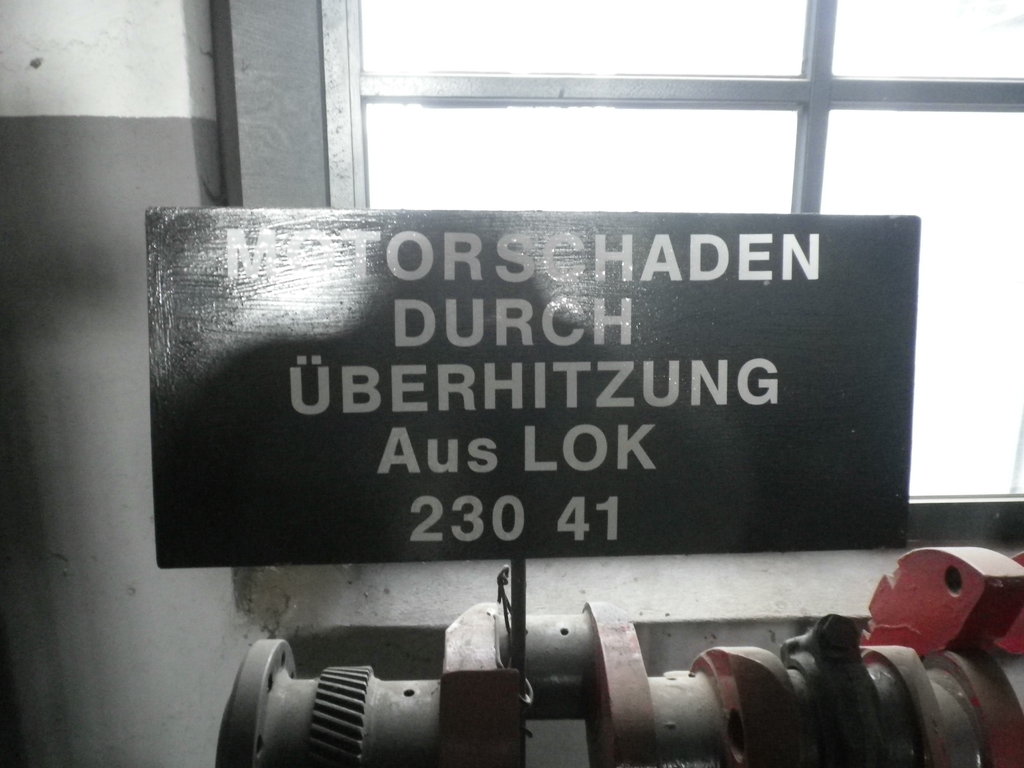 MOTORSCHADEN
DURCH
ÜBERHITZUNG
Aus LOK
230 41